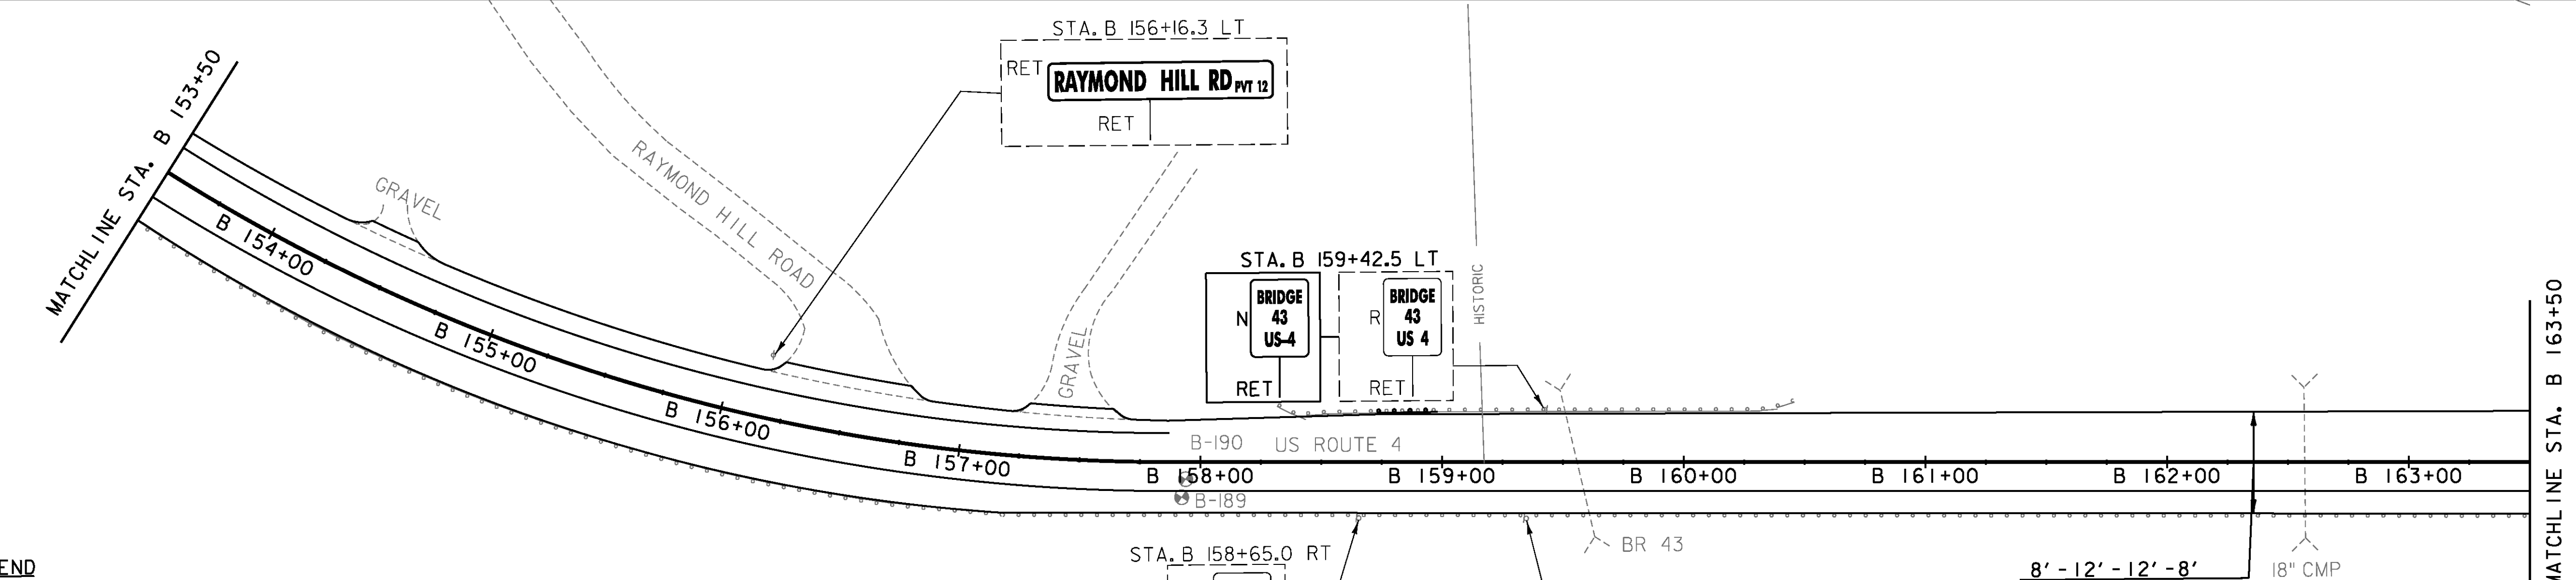 STA. B 156+16.3 LT
RET
RAYMOND HILL RD PVT 12
RET
MATCHLINE STA. B 153+50
GRAVEL
RAYMOND HILL ROAD
GRAVEL
HISTORIC
STA. B 159+42.5 LT
N
BRIDGE
43
US-4
RET
R
BRIDGE
43
US 4
RET
B 154+00
B 155+00
B 156+00
B 157+00
B-190
US ROUTE 4
B 158+00
B 159+00
B 160+00
B 161+00
B 162+00
B 163+00
B-189
MATCHLINE STA. B 163+50
BR 43
STA. B 158+65.0 RT
8' -12' -12' -8'
18" CMP
END